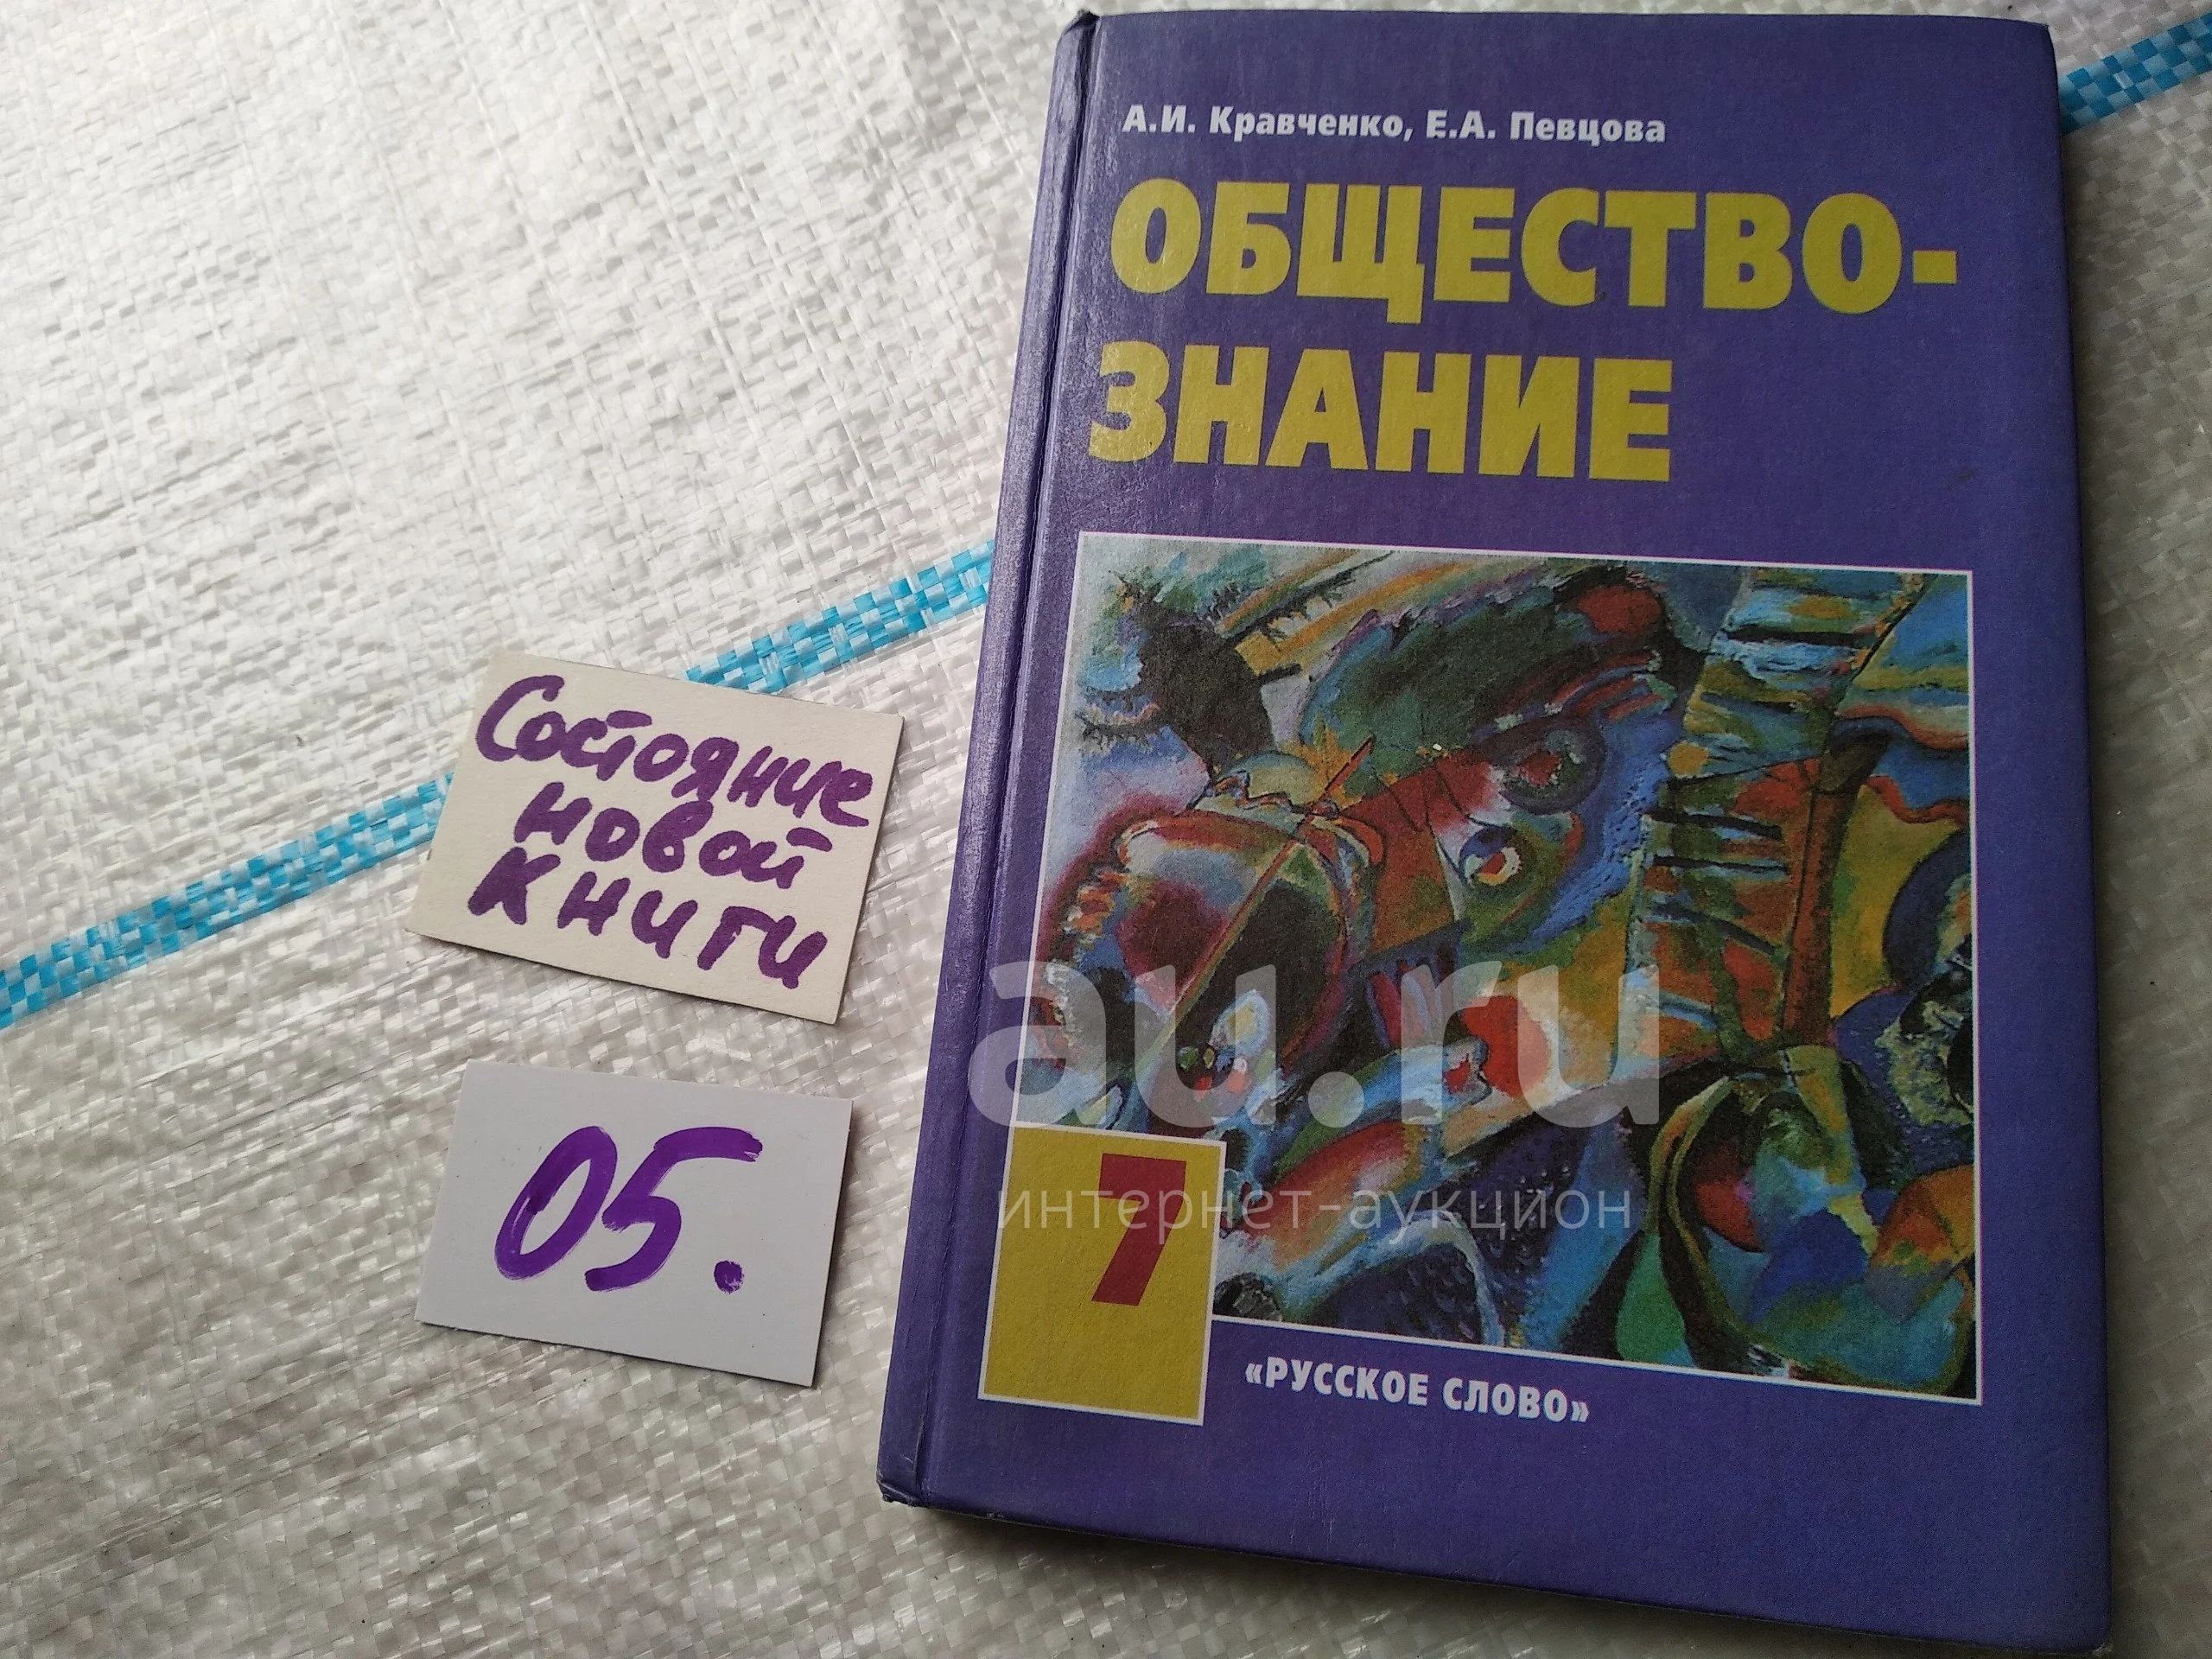 А.И. Кравченко, Е.А. Певцова
ОБЩЕСТВО-
ЗНАНИЕ
Состояние
новой
книги
05.
au.ru
интернет-аукцион
7
«РУССКОЕ СЛОВО»